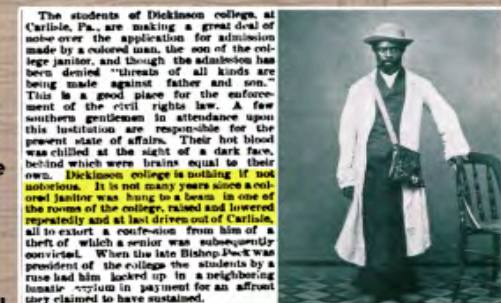 The students of Dickinson college, at
Carlisle, Pa., are making a great deal of
noise over the application for admission
made by a colored man, the son of the col-
lege janitor, and though the admission has
been denied "threats of all kinds are
being made against father and son."
This is a good place for the enforce-
ment of the civil rights law. A few
southern gentlemen in attendance upon
this institution are responsible for the
present state of affairs. Their hot blood
was chilled at the sight of a dark face,
behind which were brains equal to their
own. Dickinson college is nothing if not
notorious. It is not many years since a col-
ored janitor was hung to a beam in one of
the rooms of the college, raised and lowered
repeatedly and at last driven out of Carlisle,
all to extort a confession from him of a
theft of which a senior was subsequently
convicted. When the late Bishop Peck was
president of the college the students by a
ruse had him locked up in a neighboring
lunatic asylum in payment for an affront
they claimed to have sustained.